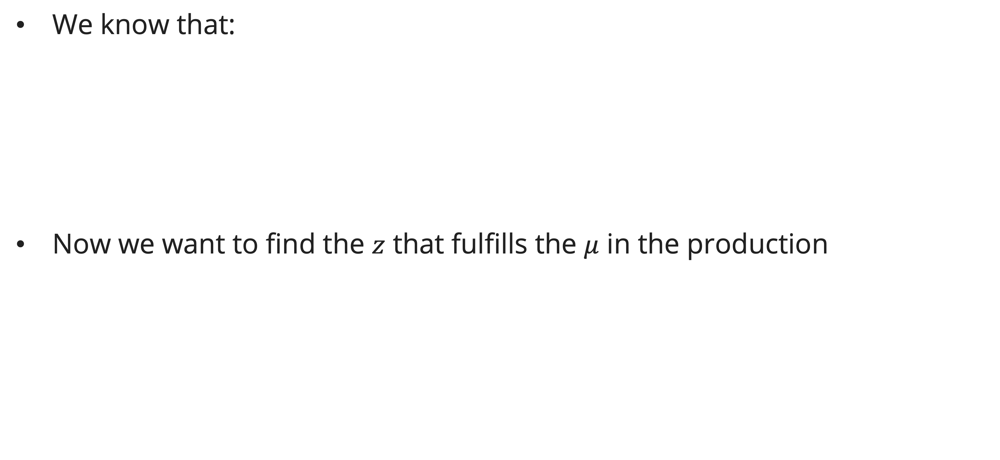 • We know that:
• Now we want to find the 𝑧 that fulfills the 𝜇 in the production